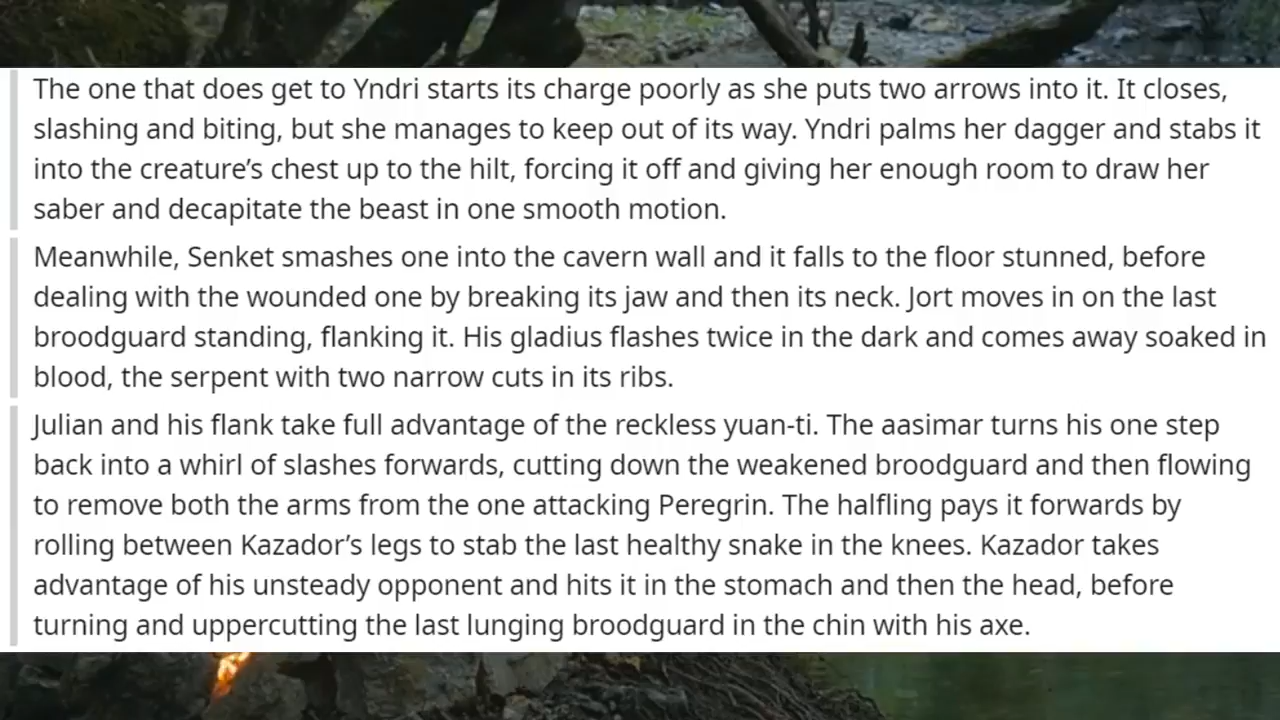 The one that does get to Yndri starts its charge poorly as she puts two arrows into it. It closes,
slashing and biting, but she manages to keep out of its way. Yndri palms her dagger and stabs it
into the creature’s chest up to the hilt, forcing it off and giving her enough room to draw her
saber and decapitate the beast in one smooth motion.
Meanwhile, Senket smashes one into the cavern wall and it falls to the floor stunned, before
dealing with the wounded one by breaking its jaw and then its neck. Jort moves in on the last
broodguard standing, flanking it. His gladius flashes twice in the dark and comes away soaked in
blood, the serpent with two narrow cuts in its ribs.
Julian and his flank take full advantage of the reckless yuan-ti. The aasimar turns his one step
back into a whirl of slashes forwards, cutting down the weakened broodguard and then flowing
to remove both the arms from the one attacking Peregrin. The halfling pays it forwards by
rolling between Kazador’s legs to stab the last healthy snake in the knees. Kazador takes
advantage of his unsteady opponent and hits it in the stomach and then the head, before
turning and uppercutting the last lunging broodguard in the chin with his axe.